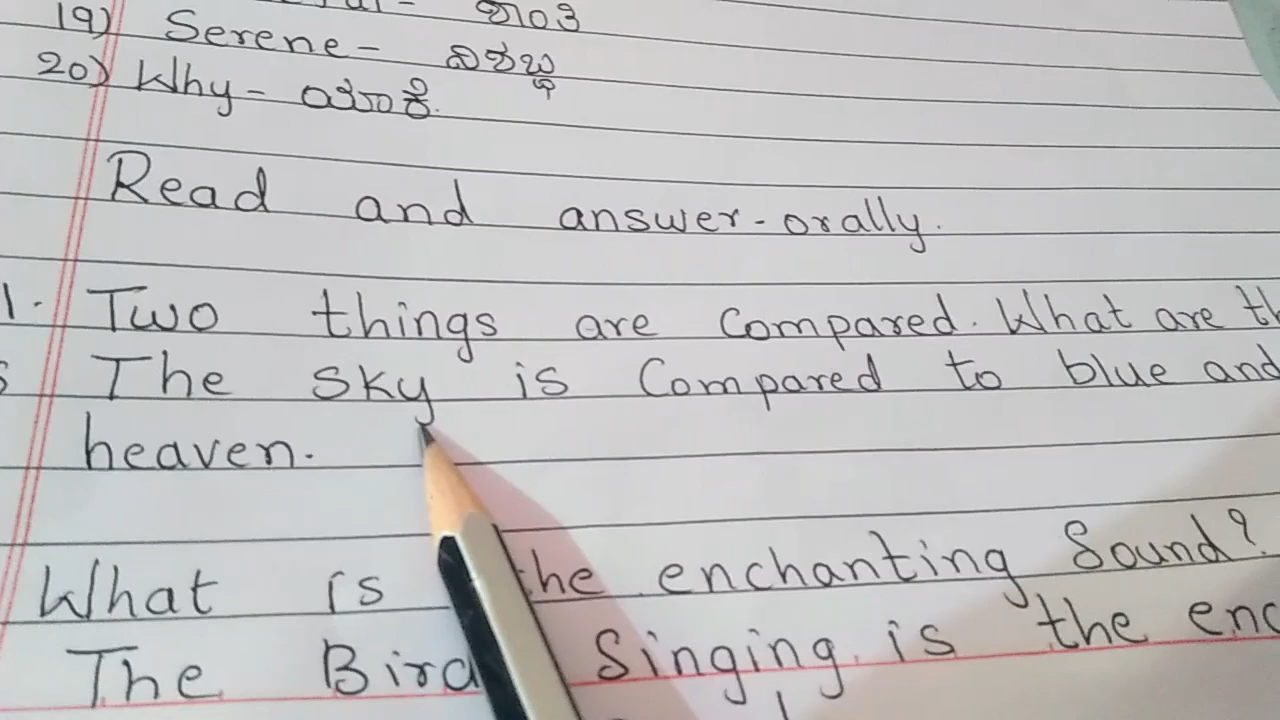 ಶಾಂತಿ
19) Serene - ವಿಶಬ್ಧ
20) Why - ಯಾಕೆ.
Read and answer-orally.
1. Two things are Compared. What are th
s The sky is Compared to blue and
heaven.
What is the enchanting Sound?
The Bird Singing is the enc